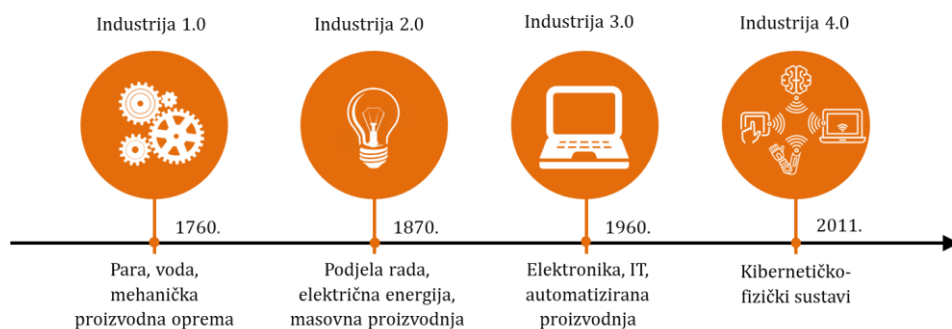 Industrija 1.0
Industrija 2.0
Industrija 3.0
Industrija 4.0
1760.
1870.
1960.
2011.
Para, voda,
mehanička
proizvodna oprema
Podjela rada,
električna energija,
masovna proizvodnja
Elektronika, IT,
automatizirana
proizvodnja
Kibernetičko-
fizički sustavi